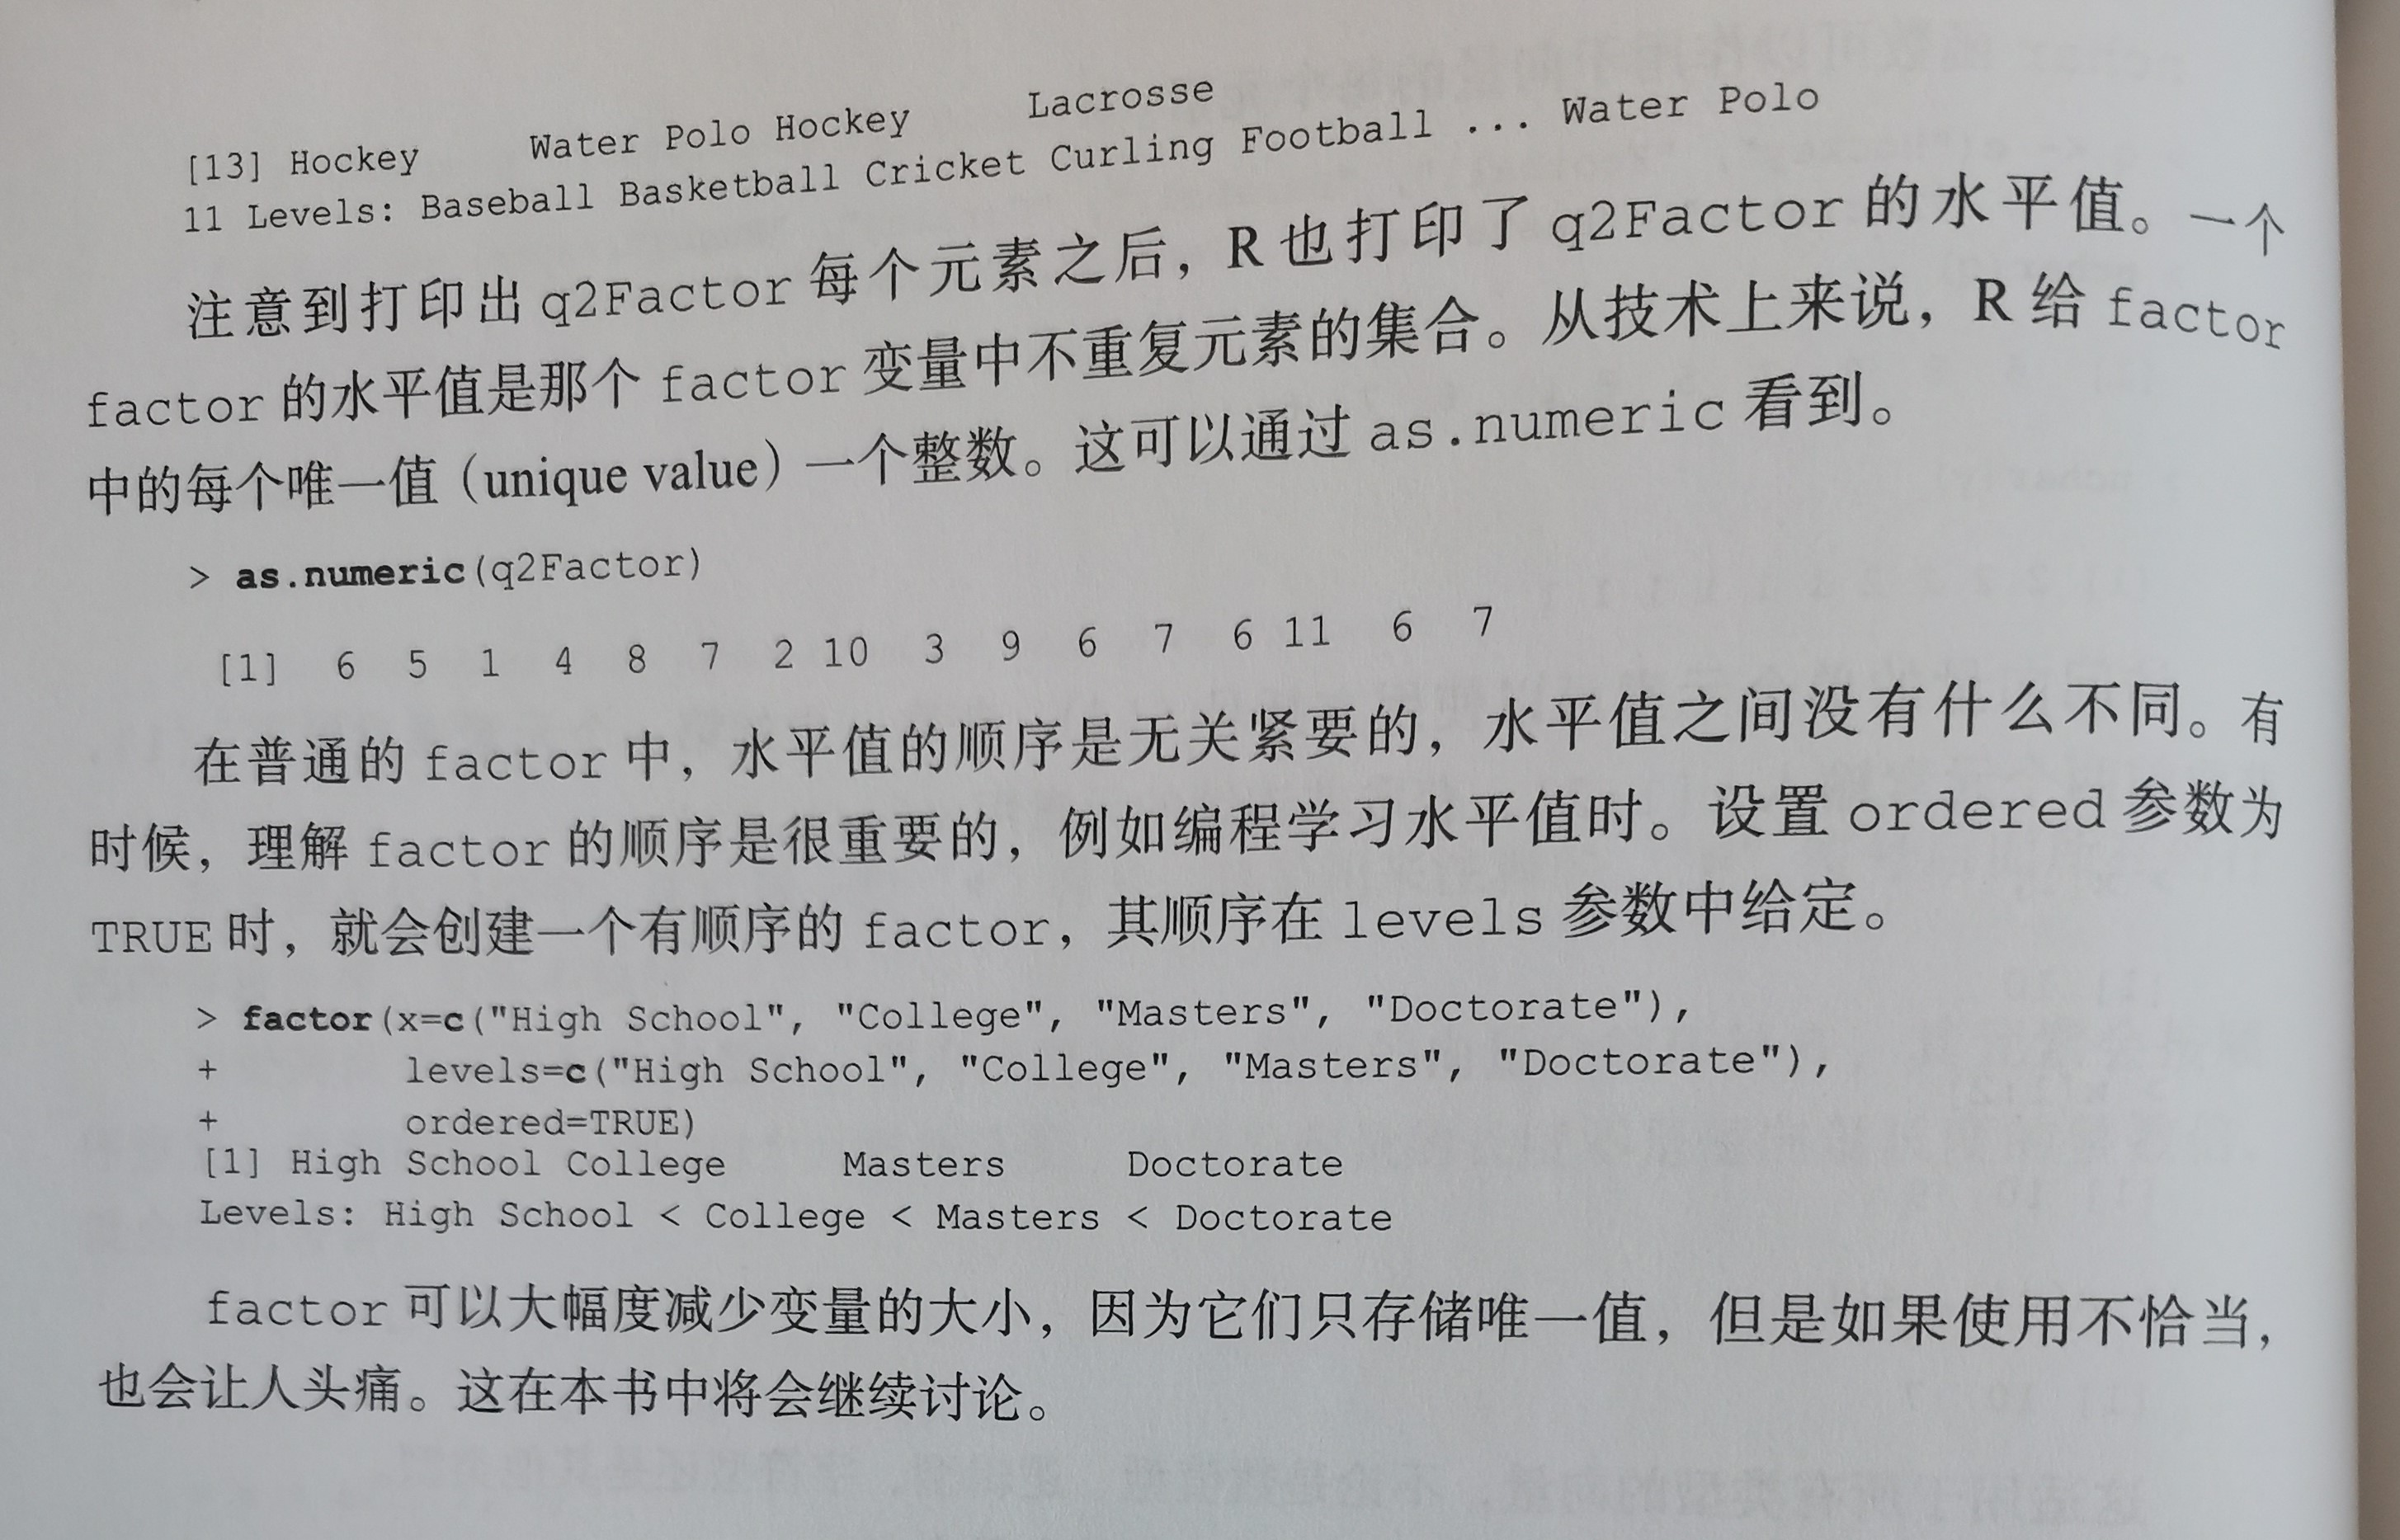 [13] Hockey Water Polo Hockey Lacrosse
11 Levels: Baseball Basketball Cricket Curling Football ... Water Polo
注意到打印出 q2Factor 每个元素之后，R 也打印了 q2Factor 的水平值。一个
factor 的水平值是那个 factor 变量中不重复元素的集合。从技术上来说，R 给 factor
中的每个唯一值（unique value）一个整数。这可以通过 as.numeric 看到。
> as.numeric(q2Factor)
[1] 6 5 1 4 8 7 2 10 3 9 6 7 6 11 6 7
在普通的 factor 中，水平值的顺序是无关紧要的，水平值之间没有什么不同。有
时候，理解 factor 的顺序是很重要的，例如编程学习水平值时。设置 ordered 参数为
TRUE 时，就会创建一个有顺序的 factor，其顺序在 levels 参数中给定。
> factor(x=c("High School", "College", "Masters", "Doctorate"),
+ levels=c("High School", "College", "Masters", "Doctorate"),
+ ordered=TRUE)
[1] High School College Masters Doctorate
Levels: High School < College < Masters < Doctorate
factor 可以大幅度减少变量的大小，因为它们只存储唯一值，但是如果使用不恰当，
也会让人头痛。这在本书中将会继续讨论。